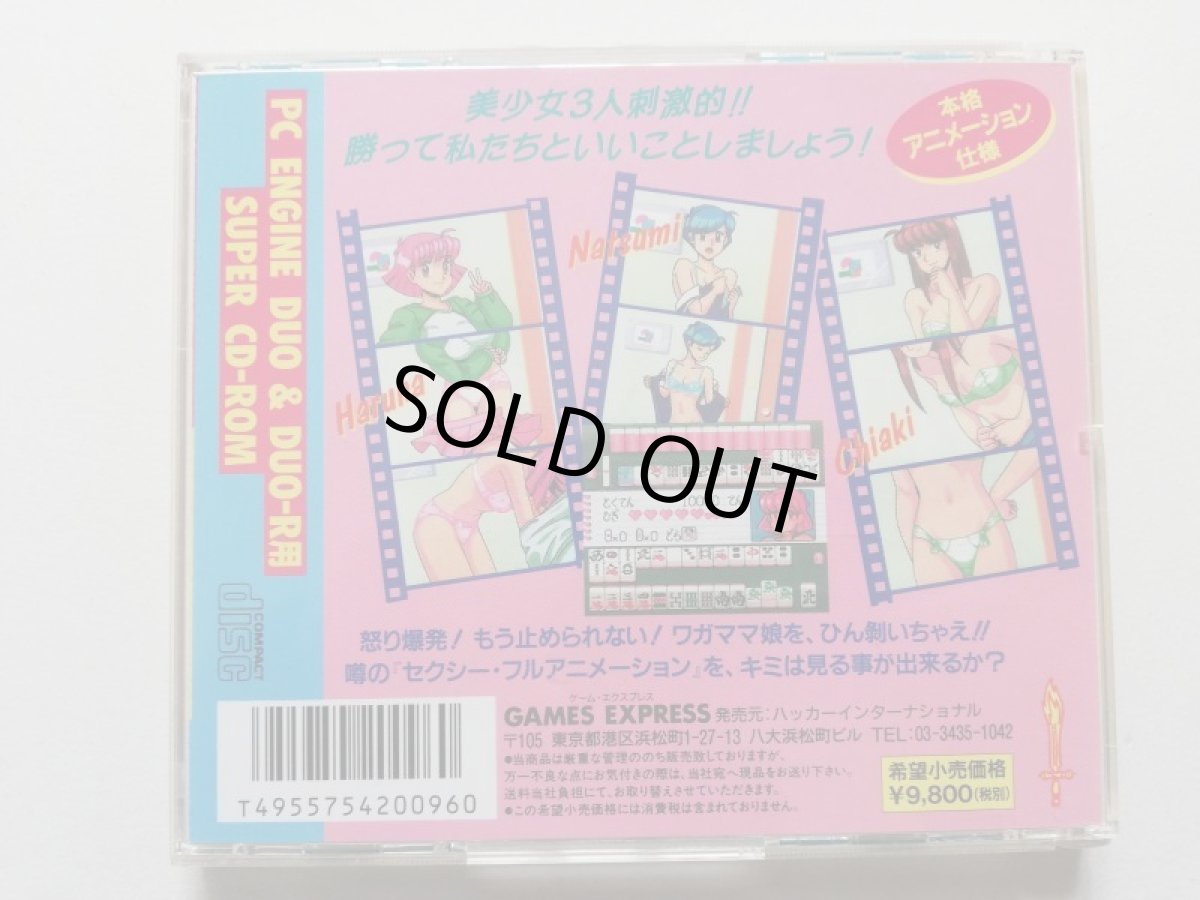 美少女3人刺激的!!
勝って私たちといいことしましょう!
本格
アニメーション
仕様
PC ENGINE DUO & DUO-R用
SUPER CD-ROM
Natsumi
Haruna
Chiaki
SOLD OUT
とくてん
てん
むき
怒り爆発! もう止められない! ワガママ娘を、ひん剝いちゃえ!!
噂の『セクシー・フルアニメーション』を、キミは見る事が出来るか?
COMPACT
disc
ゲーム・エクスプレス
GAMES EXPRESS 発売元:ハッカーインターナショナル
〒105 東京都港区浜松町1-27-13 八大浜松町ビル TEL:03-3435-1042
●当商品は厳重な管理ののち販売致しておりますが、
万一不良な点にお気付きの際は、当社宛へ現品をお送り下さい。
送料当社負担にて、お取り替えさせていただきます。
●この希望小売価格には消費税は含まれておりません。
希望小売価格
¥9,800(税別)
T4955754200960